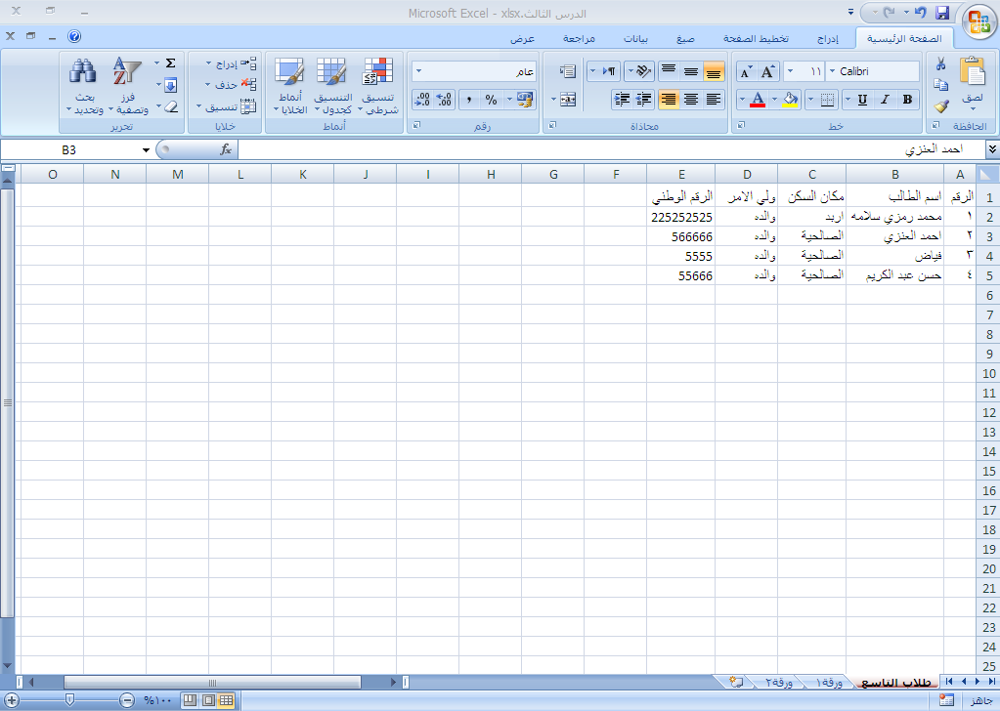 الدرس الثالث.xlsx - Microsoft Excel
الصفحة الرئيسية إدراج تخطيط الصفحة صيغ بيانات مراجعة عرض
لصق
الحافظة
Calibri ١١
B I U A
خط
محاذاة
عام
% ,
رقم
تنسيق شرطي
التنسيق كجدول
أنماط الخلايا
أنماط
إدراج
حذف
تنسيق
خلايا
Σ
فرز وتصفية
بحث وتحديد
تحرير
B3 fx احمد العنزي
A B C D E F G H I J K L M N O
1 الرقم اسم الطالب مكان السكن ولي الامر الرقم الوطني
2 ١ محمد رمزي سلامه اربد والده 225252525
3 ٢ احمد العنزي الصالحية والده 566666
4 ٣ فياض الصالحية والده 5555
5 ٤ حسن عبد الكريم الصالحية والده 55666
6
7
8
9
10
11
12
13
14
15
16
17
18
19
20
21
22
23
24
25
طلاب التاسع ورقة١ ورقة٢
جاهز ١٠٠%